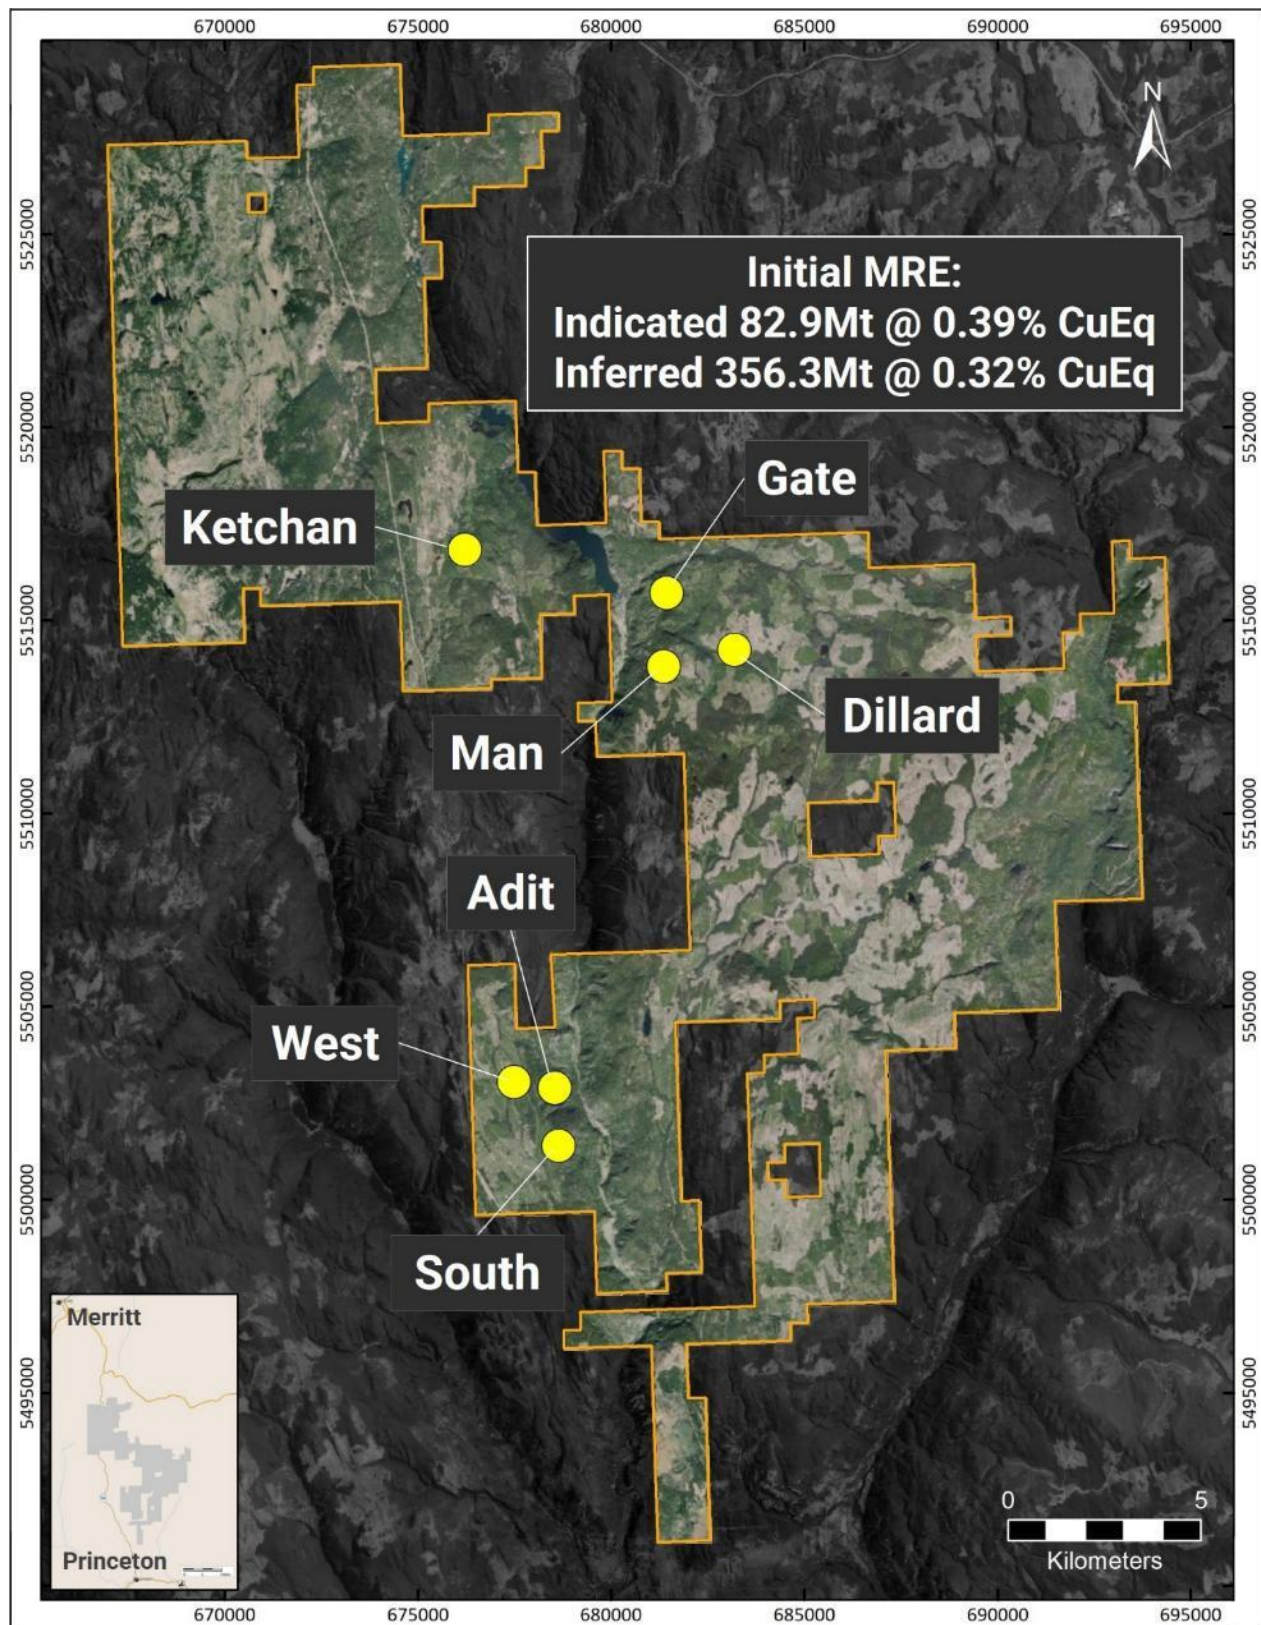 670000 675000 680000 685000 690000 695000
N
5525000 5525000
Initial MRE:
Indicated 82.9Mt @ 0.39% CuEq
Inferred 356.3Mt @ 0.32% CuEq
5520000 5520000
Gate
Ketchan
5515000 5515000
Dillard
Man
5510000 5510000
Adit
5505000 5505000
West
5500000 5500000
South
Merritt
5495000 5495000
0 5
Kilometers
Princeton
670000 675000 680000 685000 690000 695000